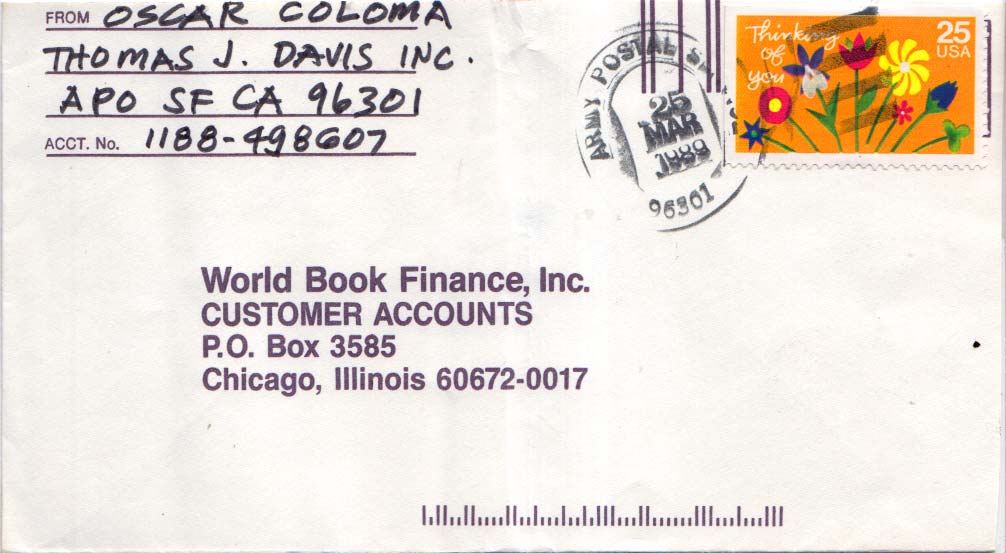 FROM OSCAR COLOMA
THOMAS J. DAVIS INC.
APO SF CA 96301
ACCT. No. 1188-498607
ARMY POSTAL
25
MAR
1989
96301
Thinking
of
you
25
USA
World Book Finance, Inc.
CUSTOMER ACCOUNTS
P.O. Box 3585
Chicago, Illinois 60672-0017